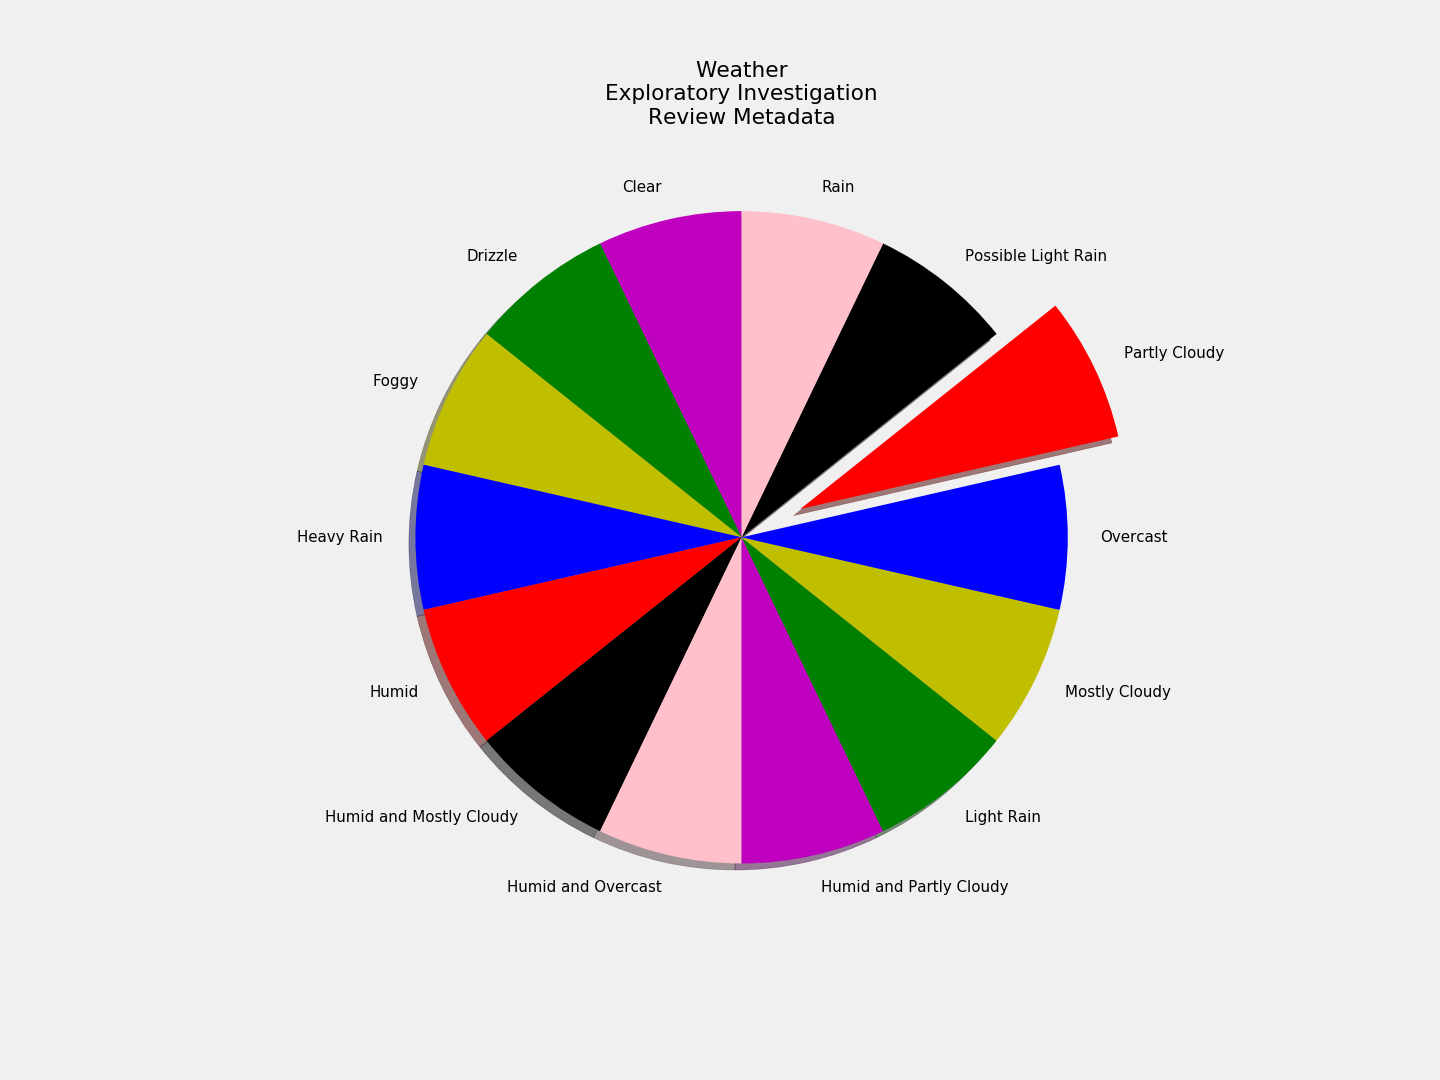 Weather
Exploratory Investigation
Review Metadata
Clear
Rain
Drizzle
Possible Light Rain
Partly Cloudy
Foggy
Heavy Rain
Overcast
Humid
Mostly Cloudy
Humid and Mostly Cloudy
Light Rain
Humid and Overcast
Humid and Partly Cloudy